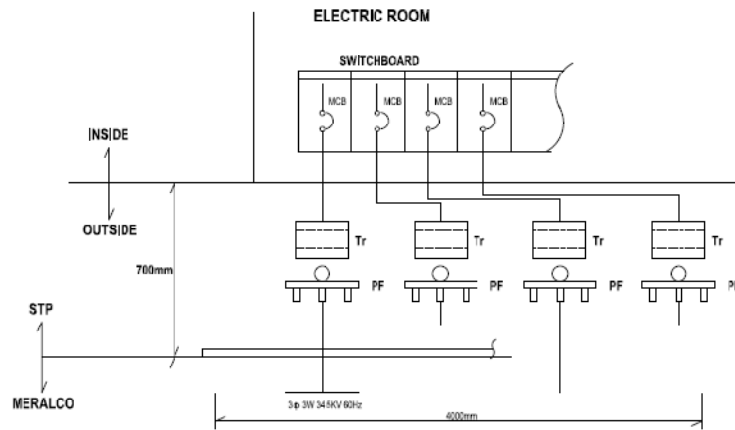 ELECTRIC ROOM
SWITCHBOARD
MCB MCB MCB MCB
INSIDE
OUTSIDE
Tr Tr Tr Tr
700mm
PF PF PF PF
STP
MERALCO
3φ 3W 34.5KV 60Hz
4000mm